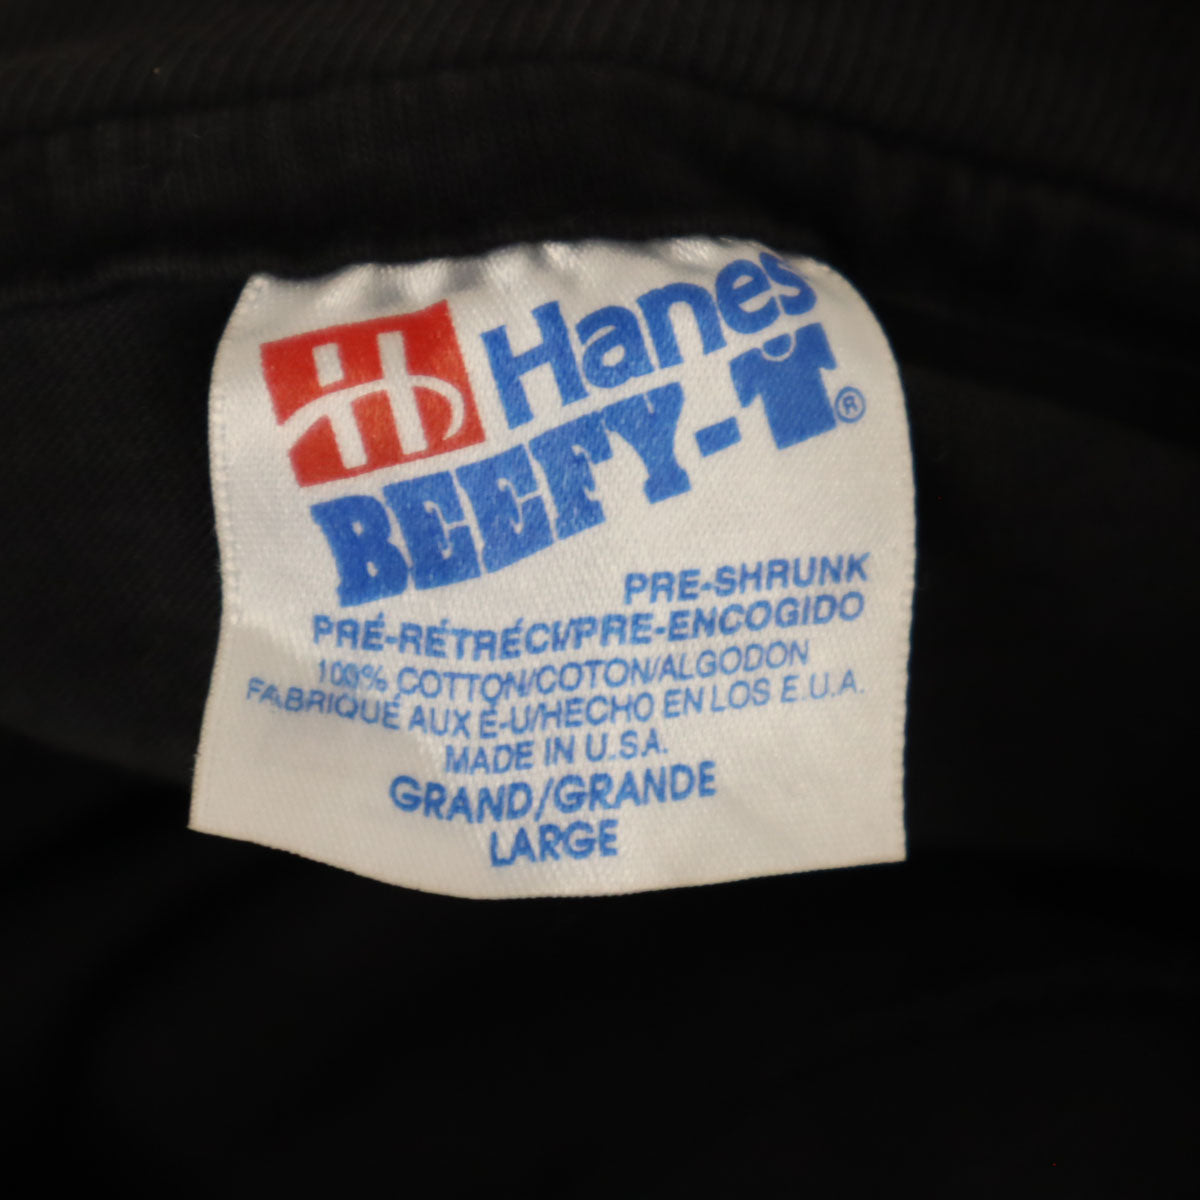 H Hanes
BEEFY-T®
PRE-SHRUNK
PRÉ-RÉTRÉCI/PRE-ENCOGIDO
100% COTTON/COTON/ALGODON
FABRIQUÉ AUX É-U/HECHO EN LOS E.U.A.
MADE IN U.S.A.
GRAND/GRANDE
LARGE